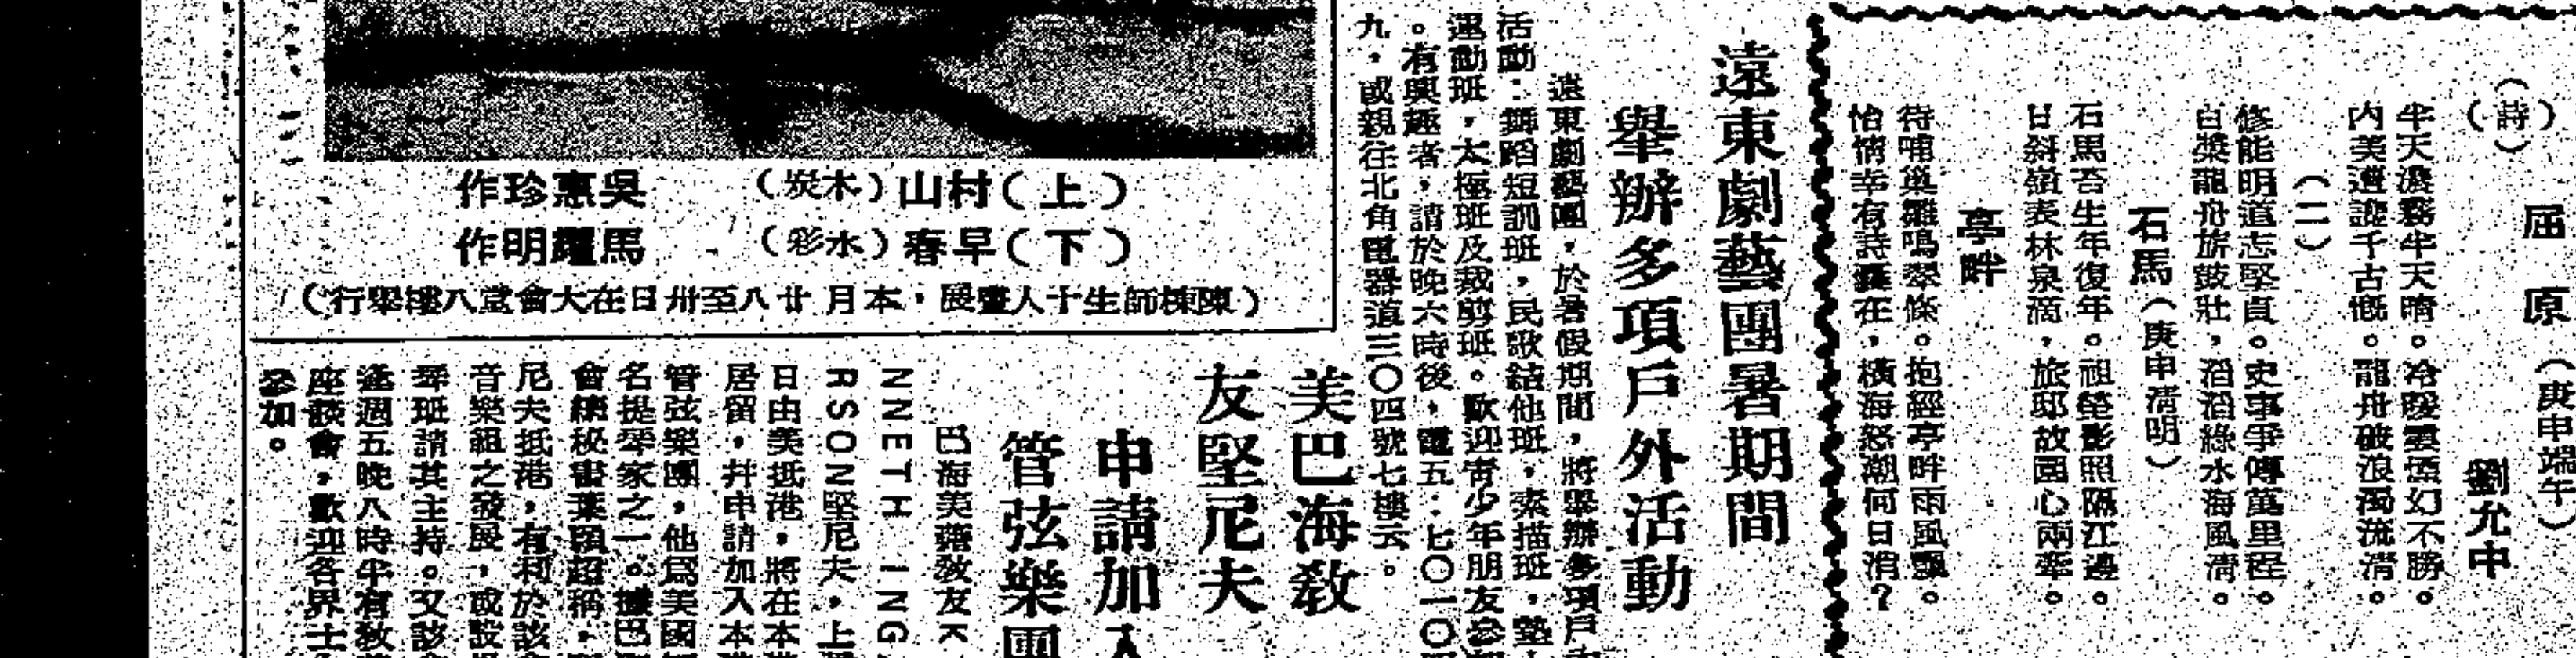 (詩)
屈原(庚申端午)
劉允中
半天濃霧半天晴。冷暖雲煙幻不勝。
內美遭讒千古慨。龍舟破浪濁流清。
(二)
修能明道志堅貞。史事爭傳萬里程。
白槳龍舟旂鼓壯,滔滔綠水海風清。
石馬(庚申清明)
石馬吾生年復年。祖塋影照隔江邊。
日斜嶺表林泉滴,旅邸故園心兩牽。
亭畔
待哺巢雛鳴翠條。抱經亭畔雨風飄。
怡情幸有詩羅在,橫海怒潮何日消?
遠東劇藝團暑期間
舉辦多項戶外活動
遠東劇藝團,於暑假期間,將舉辦多項戶
活動:舞蹈短訓班,民歌結他班,素描班,
運動班,太極班及裁剪班。歡迎青少年朋友參
。有興趣者,請於晚六時後,電五:七〇一〇
九,或親往北角電器道三〇四號七樓云。
(上)村山(木炭) 吳惠珍作
(下)早春(水彩) 馬躍明作
(陳棟師生十人畫展,本月廿八至卅日在大會堂八樓舉行)
美巴海教
友堅尼夫
申請加入
管弦樂團
巴海美籍教友K
NNETH ING
RSON堅尼夫,上
日由美抵港,將在本
居留,并申請加入本
管弦樂團,他爲美國
名提琴家之一。據巴
會總秘書葉頌超稱,
尼夫抵港,有利於該
音樂組之發展,或設
琴班請其主持。又該
逢週五晚八時半有教
座談會,歡迎各界士
參加。